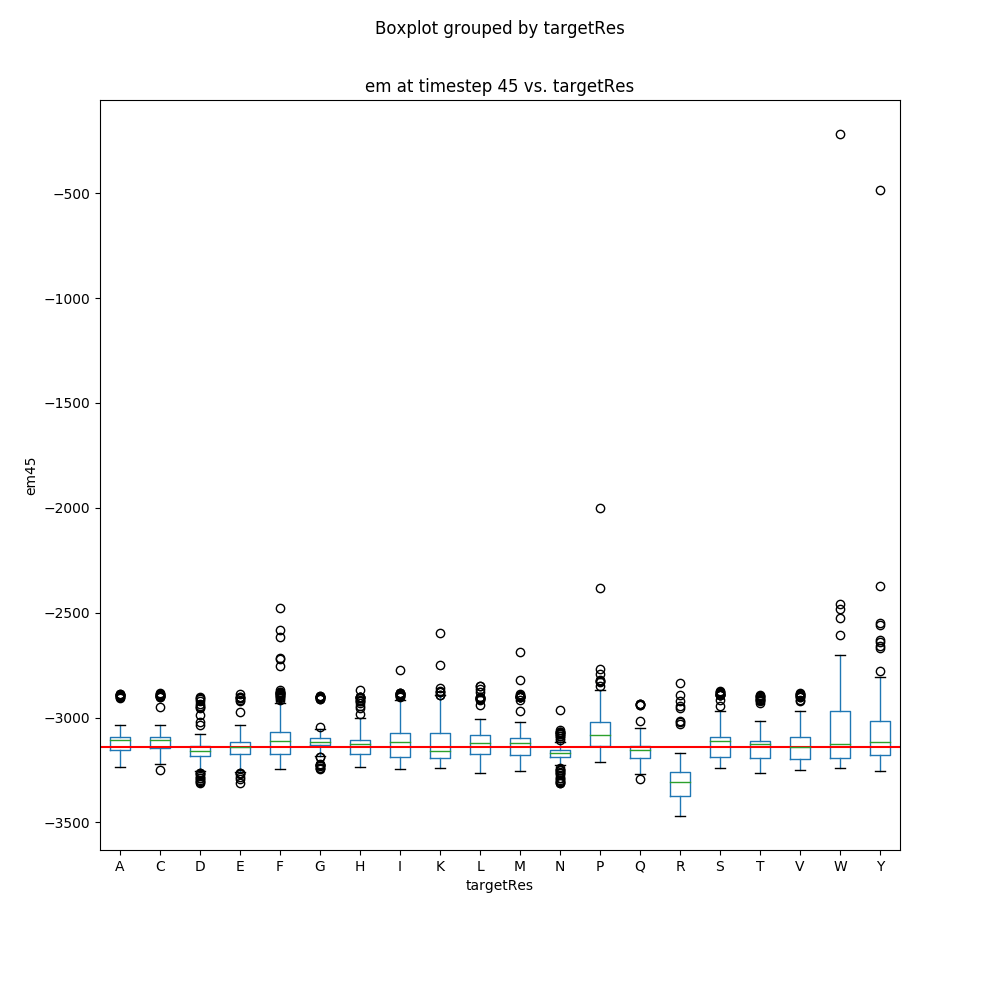 Boxplot grouped by targetRes
em at timestep 45 vs. targetRes
−500
−1000
−1500
−2000
−2500
−3000
−3500
em45
A C D E F G H I K L M N P Q R S T V W Y
targetRes